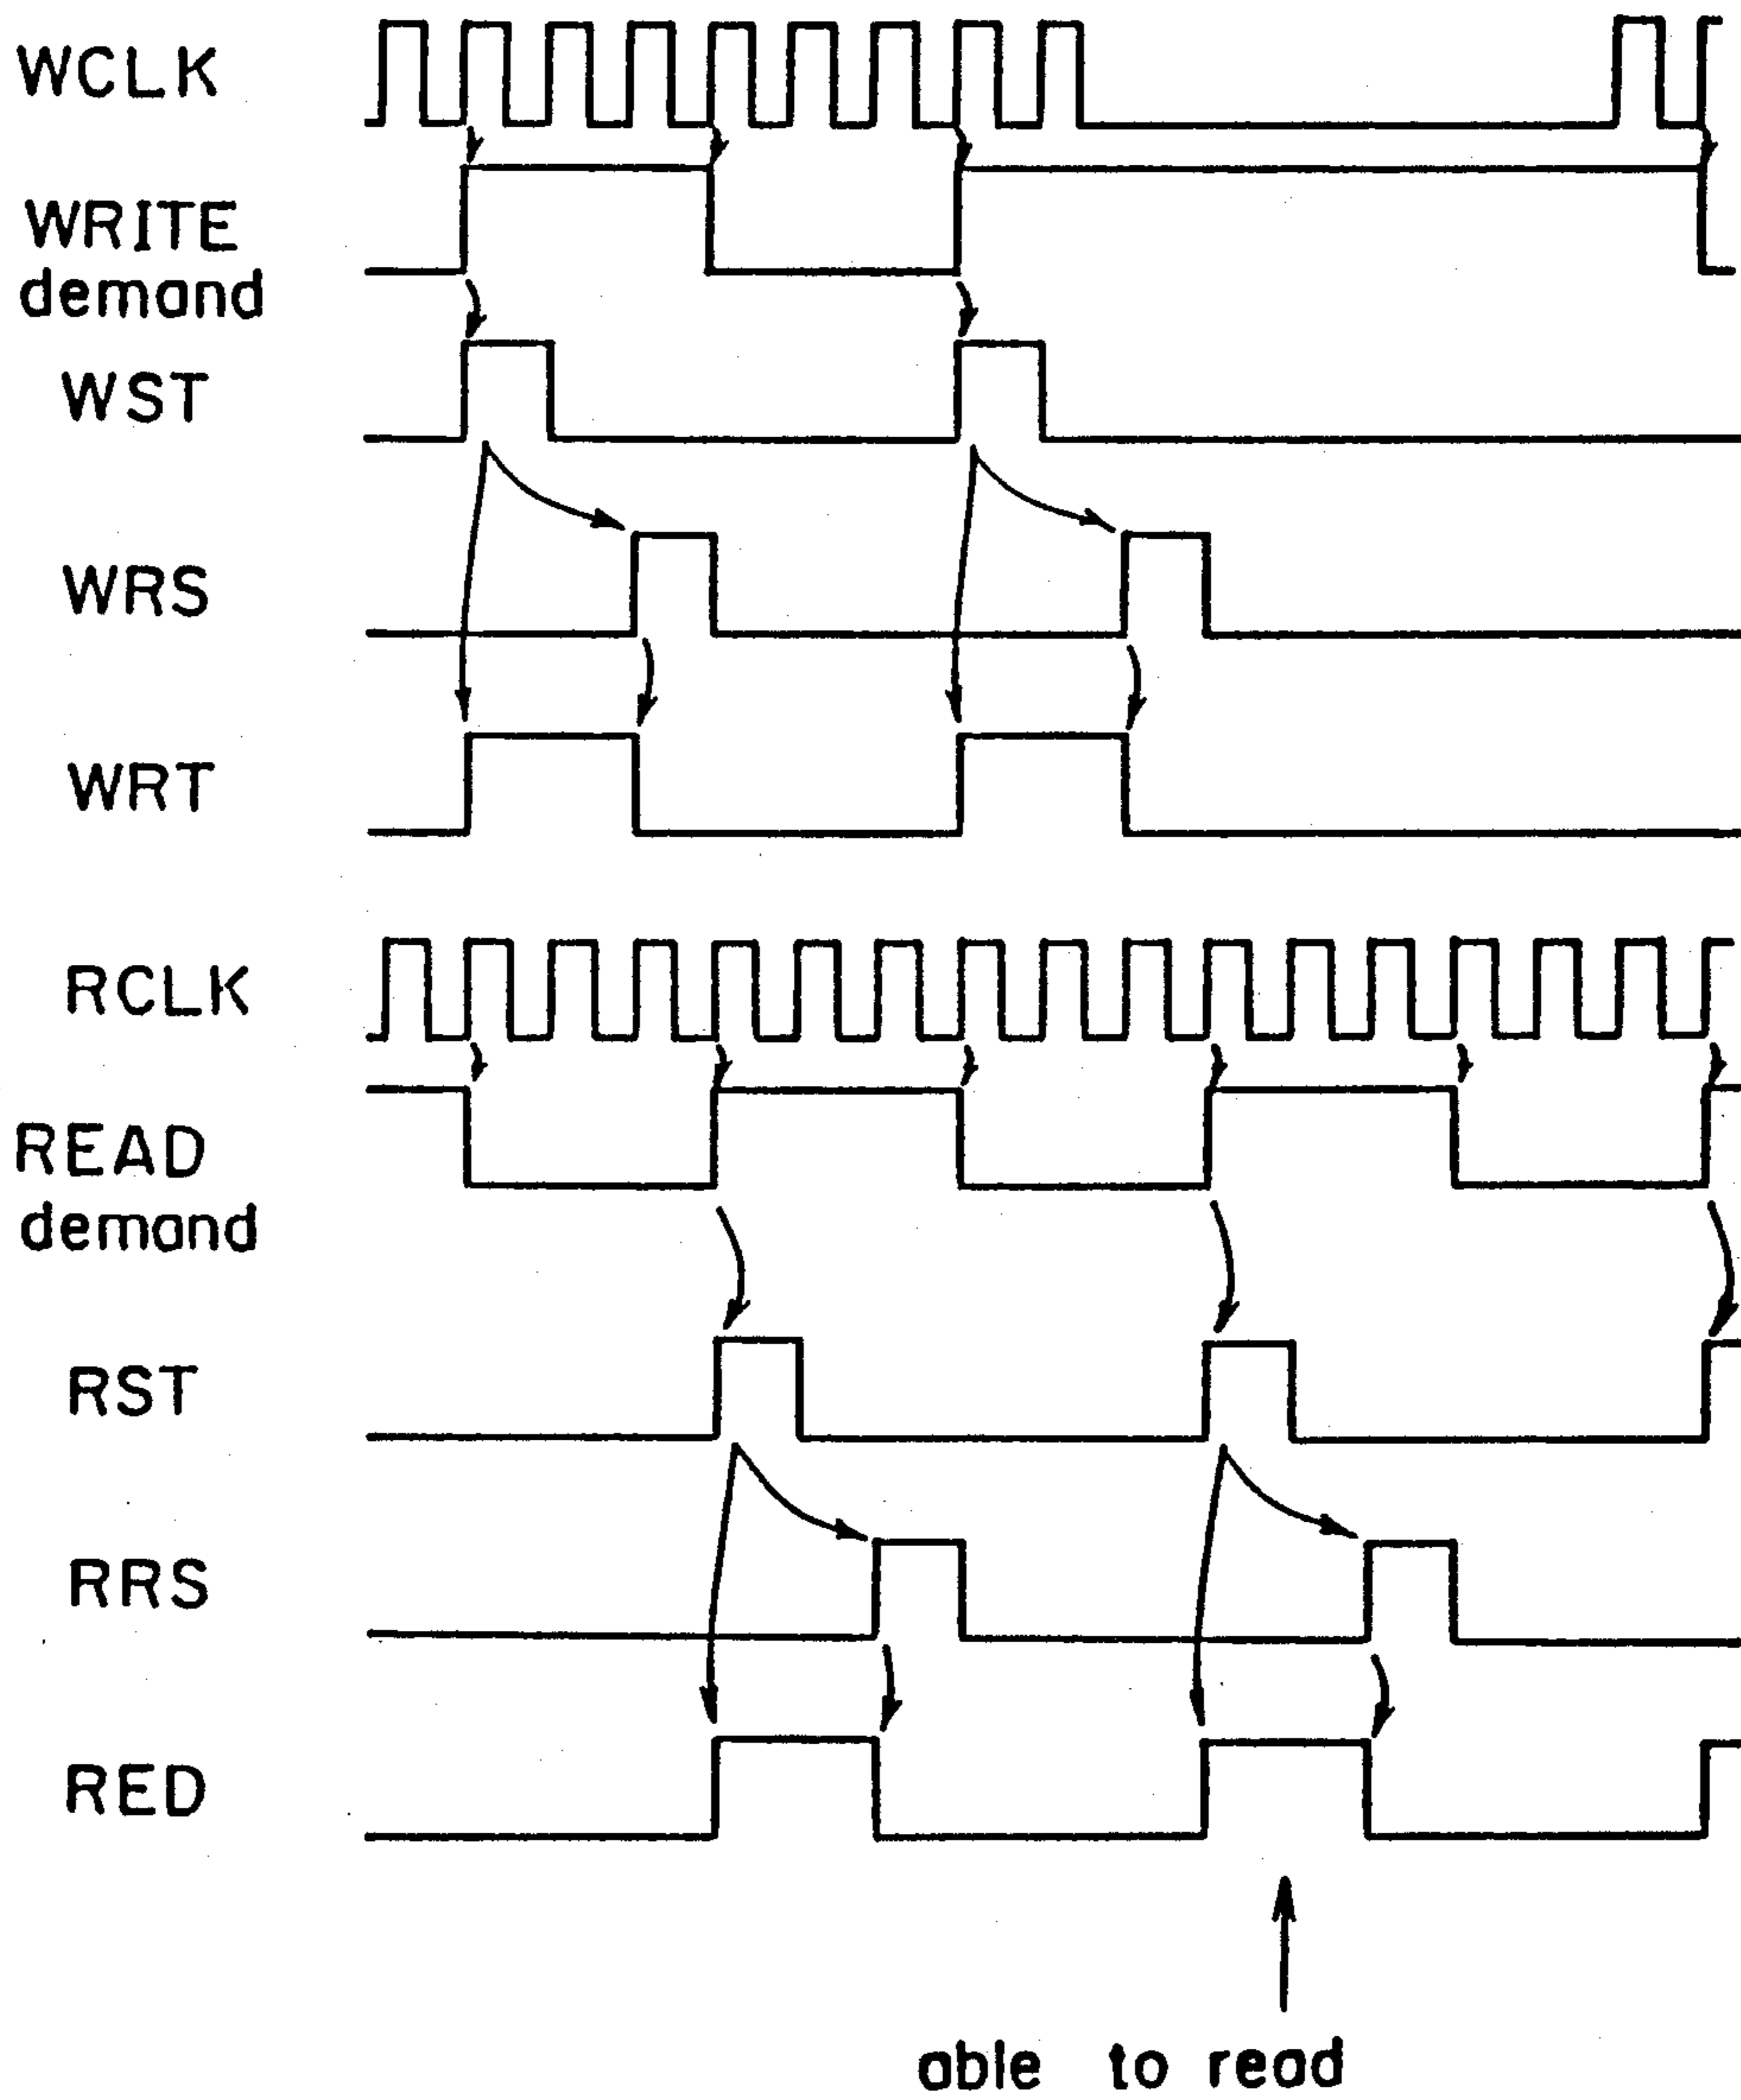 WCLK
WRITE
demand
WST
WRS
WRT
RCLK
READ
demand
RST
RRS
RED
able to read